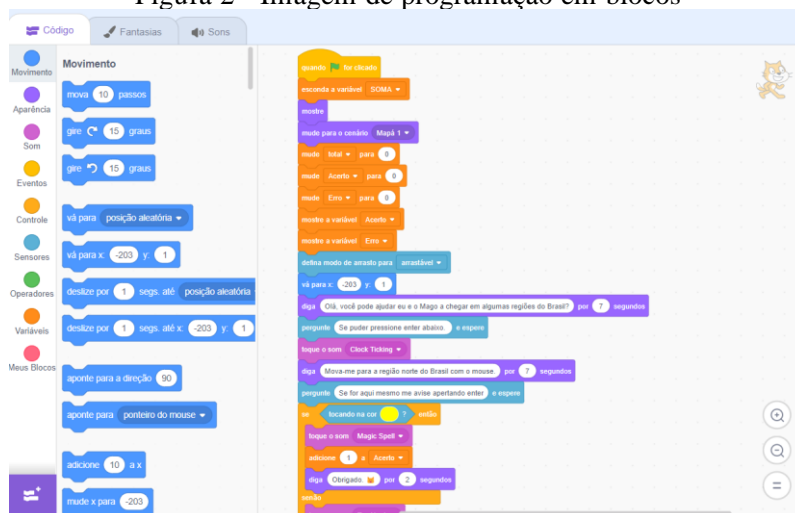 Figura 2 - Imagem de programação em blocos
Código
Fantasias
Sons
Movimento
Aparência
Som
Eventos
Controle
Sensores
Operadores
Variáveis
Meus Blocos
Movimento
mova 10 passos
gire 15 graus
gire 15 graus
vá para posição aleatória
vá para x: -203 y: 1
deslize por 1 segs. até posição aleatória
deslize por 1 segs. até x: -203 y: 1
aponte para a direção 90
aponte para ponteiro do mouse
adicione 10 a x
mude x para -203
quando for clicado
esconda a variável SOMA
mostre
mude para o cenário Mapá 1
mude total para 0
mude Acerto para 0
mude Erro para 0
mostre a variável Acerto
mostre a variável Erro
defina modo de arrasto para arrastável
vá para x: -203 y: 1
diga Olá, você pode ajudar eu e o Mago a chegar em algumas regiões do Brasil? por 7 segundos
pergunte Se puder pressione enter abaixo. e espere
toque o som Clock Ticking
diga Mova-me para a região norte do Brasil com o mouse por 7 segundos
pergunte Se for aqui mesmo me avise apertando enter e espere
se tocando na cor ? então
toque o som Magic Spell
adicione 1 a Acerto
diga Obrigado por 2 segundos
senão